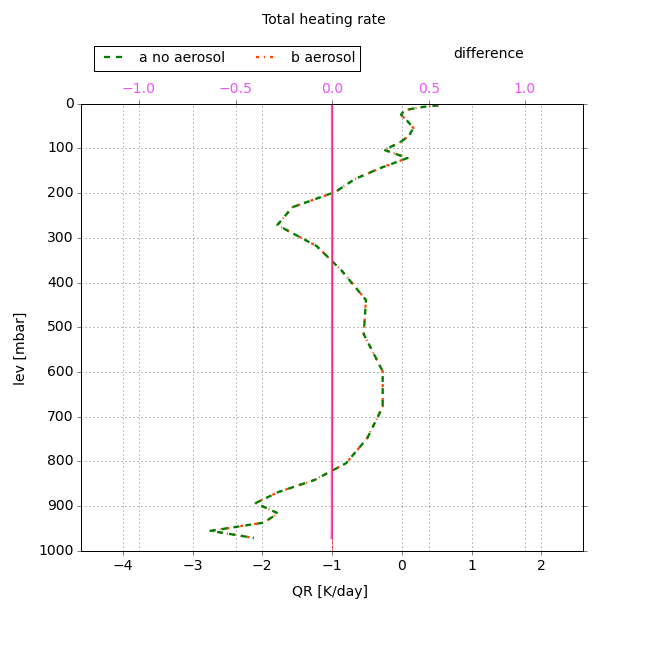 Total heating rate
a no aerosol b aerosol difference
−1.0 −0.5 0.0 0.5 1.0
0
100
200
300
400
500
600
700
800
900
1000
lev [mbar]
−4 −3 −2 −1 0 1 2
QR [K/day]